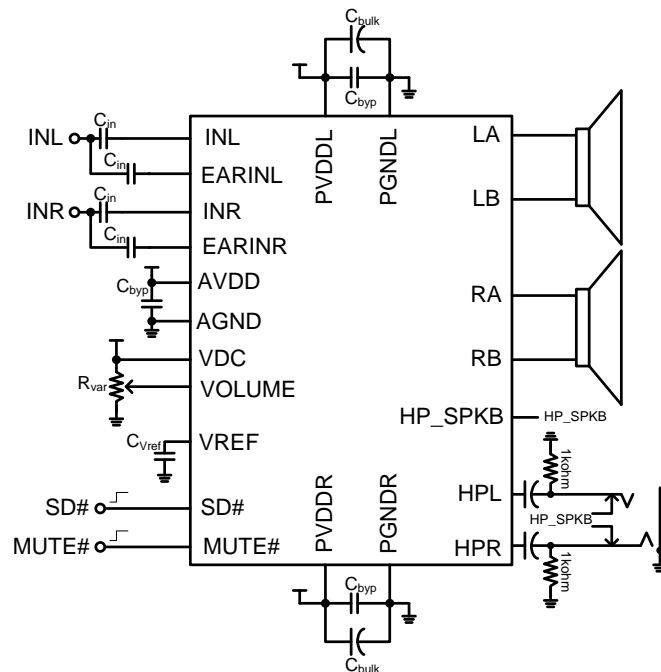 C_bulk
C_byp
PVDDL
PGNDL
INL
C_in
INL
LA
C_in
EARINL
LB
INR
C_in
INR
C_in
EARINR
AVDD
C_byp
RA
AGND
VDC
RB
R_var
VOLUME
HP_SPKB
HP_SPKB
VREF
C_Vref
1kohm
SD#
SD#
HPL
HP_SPKB
MUTE#
MUTE#
HPR
1kohm
PVDDR
PGNDR
C_byp
C_bulk